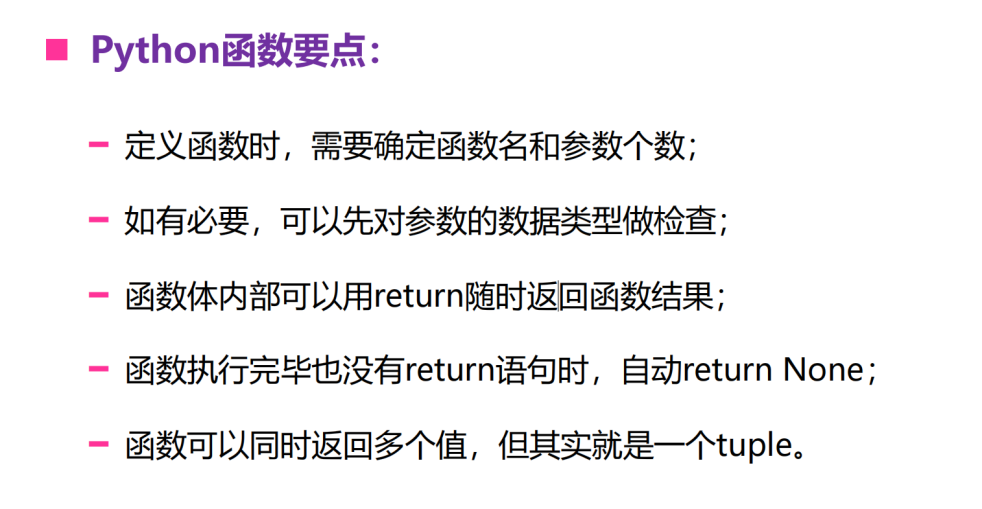 Python函数要点：
定义函数时，需要确定函数名和参数个数；
如有必要，可以先对参数的数据类型做检查；
函数体内部可以用return随时返回函数结果；
函数执行完毕也没有return语句时，自动return None；
函数可以同时返回多个值，但其实就是一个tuple。